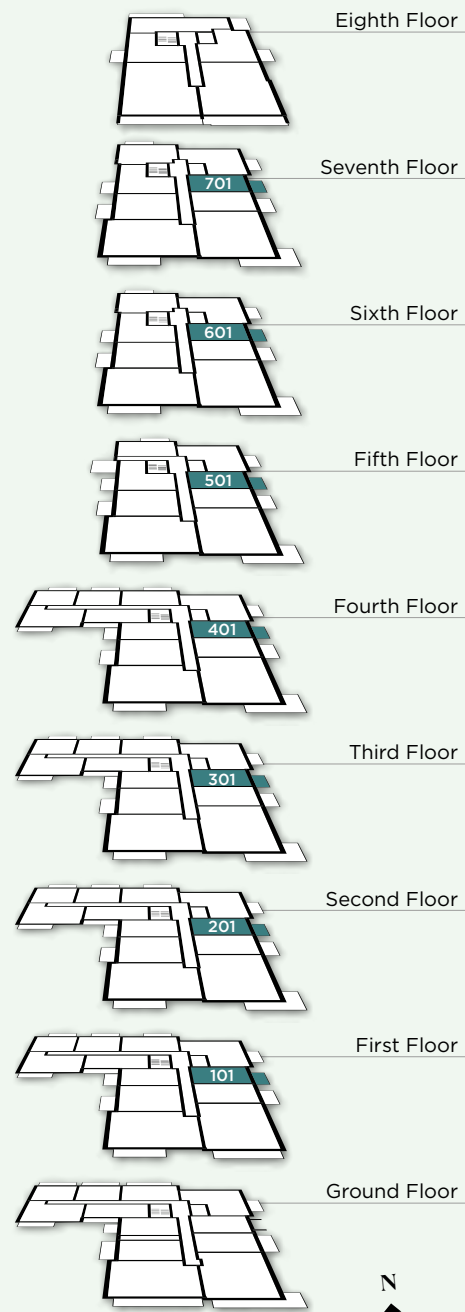 Eighth Floor
Seventh Floor
701
Sixth Floor
601
Fifth Floor
501
Fourth Floor
401
Third Floor
301
Second Floor
201
First Floor
101
Ground Floor
N